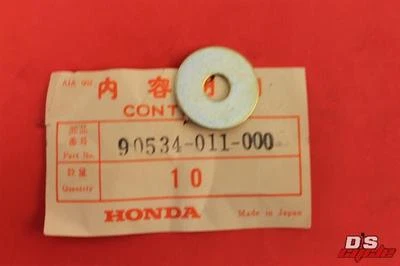 内容
CONT
部品
番号
Part No.
90534-011-000
数量
Quantity
10
HONDA
Made in Japan
D'S
cycle